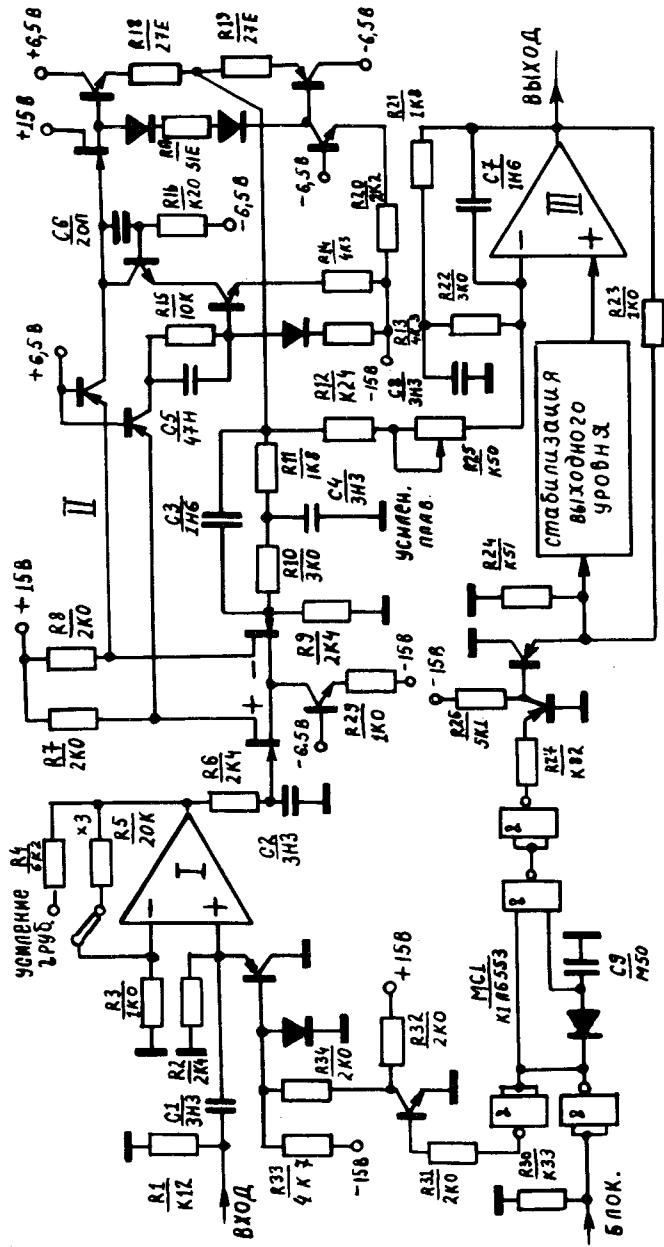 R1
К12
ВХОД
C1
3Н3
R2
2К4
R3
1К0
УСИЛЕНИЕ
2 РУБ.
R4
6К2
×3
R5
20К
I
−
+
R6
2К4
C2
3Н3
R7
2К0
R8
2К0
+15В
II
+
−
R9
2К4
R10
3К0
R11
1К8
C3
1Н6
C4
3Н3
-6.5В
R29
1К0
-15В
+6,5В
C5
47Н
R15
10К
C6
20П
R16
К20
-6,5В
R14
4К3
R13
4К3
-15В
R12
К24
R20
2К2
-6,5В
+15В
+6,5В
R18
27Е
51Е
R19
27Е
-6,5В
УСИЛЕН.
ПЛАВ.
R25
К50
C8
3Н3
R21
1К8
R22
3К0
C7
1Н6
III
−
+
ВЫХОД
R23
1К0
СТАБИЛИЗАЦИЯ
ВЫХОДНОГО
УРОВНЯ
R24
К51
-15В
R26
5К1
R27
К82
&
&
МС1
К1ЛБ553
C9
М50
&
&
R30
К33
БЛОК.
R31
2К0
R32
2К0
+15В
R33
4К7
-15В
R34
2К0